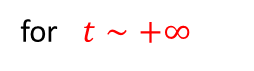 for t ~ +∞